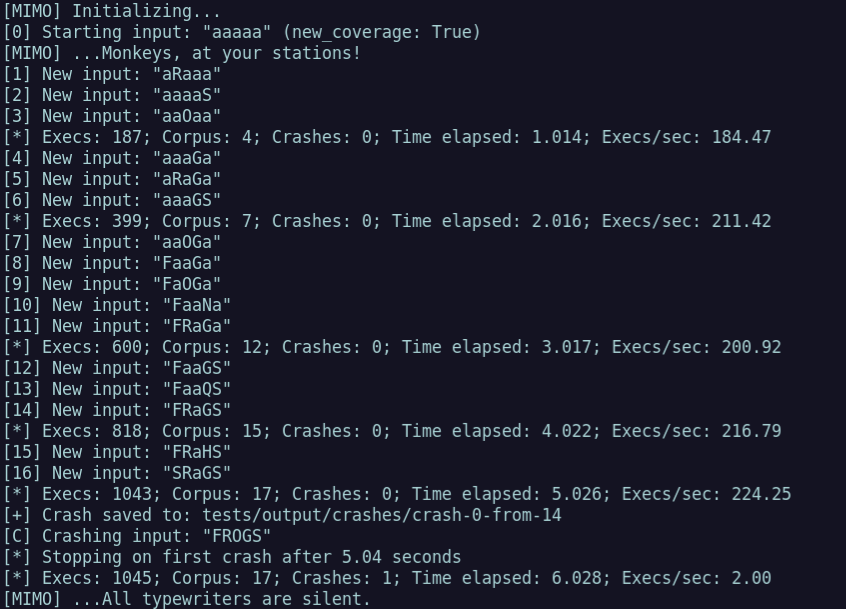 [MIMO] Initializing...
[0] Starting input: "aaaaa" (new_coverage: True)
[MIMO] ...Monkeys, at your stations!
[1] New input: "aRaaa"
[2] New input: "aaaaS"
[3] New input: "aaOaa"
[*] Execs: 187; Corpus: 4; Crashes: 0; Time elapsed: 1.014; Execs/sec: 184.47
[4] New input: "aaaGa"
[5] New input: "aRaGa"
[6] New input: "aaaGS"
[*] Execs: 399; Corpus: 7; Crashes: 0; Time elapsed: 2.016; Execs/sec: 211.42
[7] New input: "aaOGa"
[8] New input: "FaaGa"
[9] New input: "FaOGa"
[10] New input: "FaaNa"
[11] New input: "FRaGa"
[*] Execs: 600; Corpus: 12; Crashes: 0; Time elapsed: 3.017; Execs/sec: 200.92
[12] New input: "FaaGS"
[13] New input: "FaaQS"
[14] New input: "FRaGS"
[*] Execs: 818; Corpus: 15; Crashes: 0; Time elapsed: 4.022; Execs/sec: 216.79
[15] New input: "FRaHS"
[16] New input: "SRaGS"
[*] Execs: 1043; Corpus: 17; Crashes: 0; Time elapsed: 5.026; Execs/sec: 224.25
[+] Crash saved to: tests/output/crashes/crash-0-from-14
[C] Crashing input: "FROGS"
[*] Stopping on first crash after 5.04 seconds
[*] Execs: 1045; Corpus: 17; Crashes: 1; Time elapsed: 6.028; Execs/sec: 2.00
[MIMO] ...All typewriters are silent.